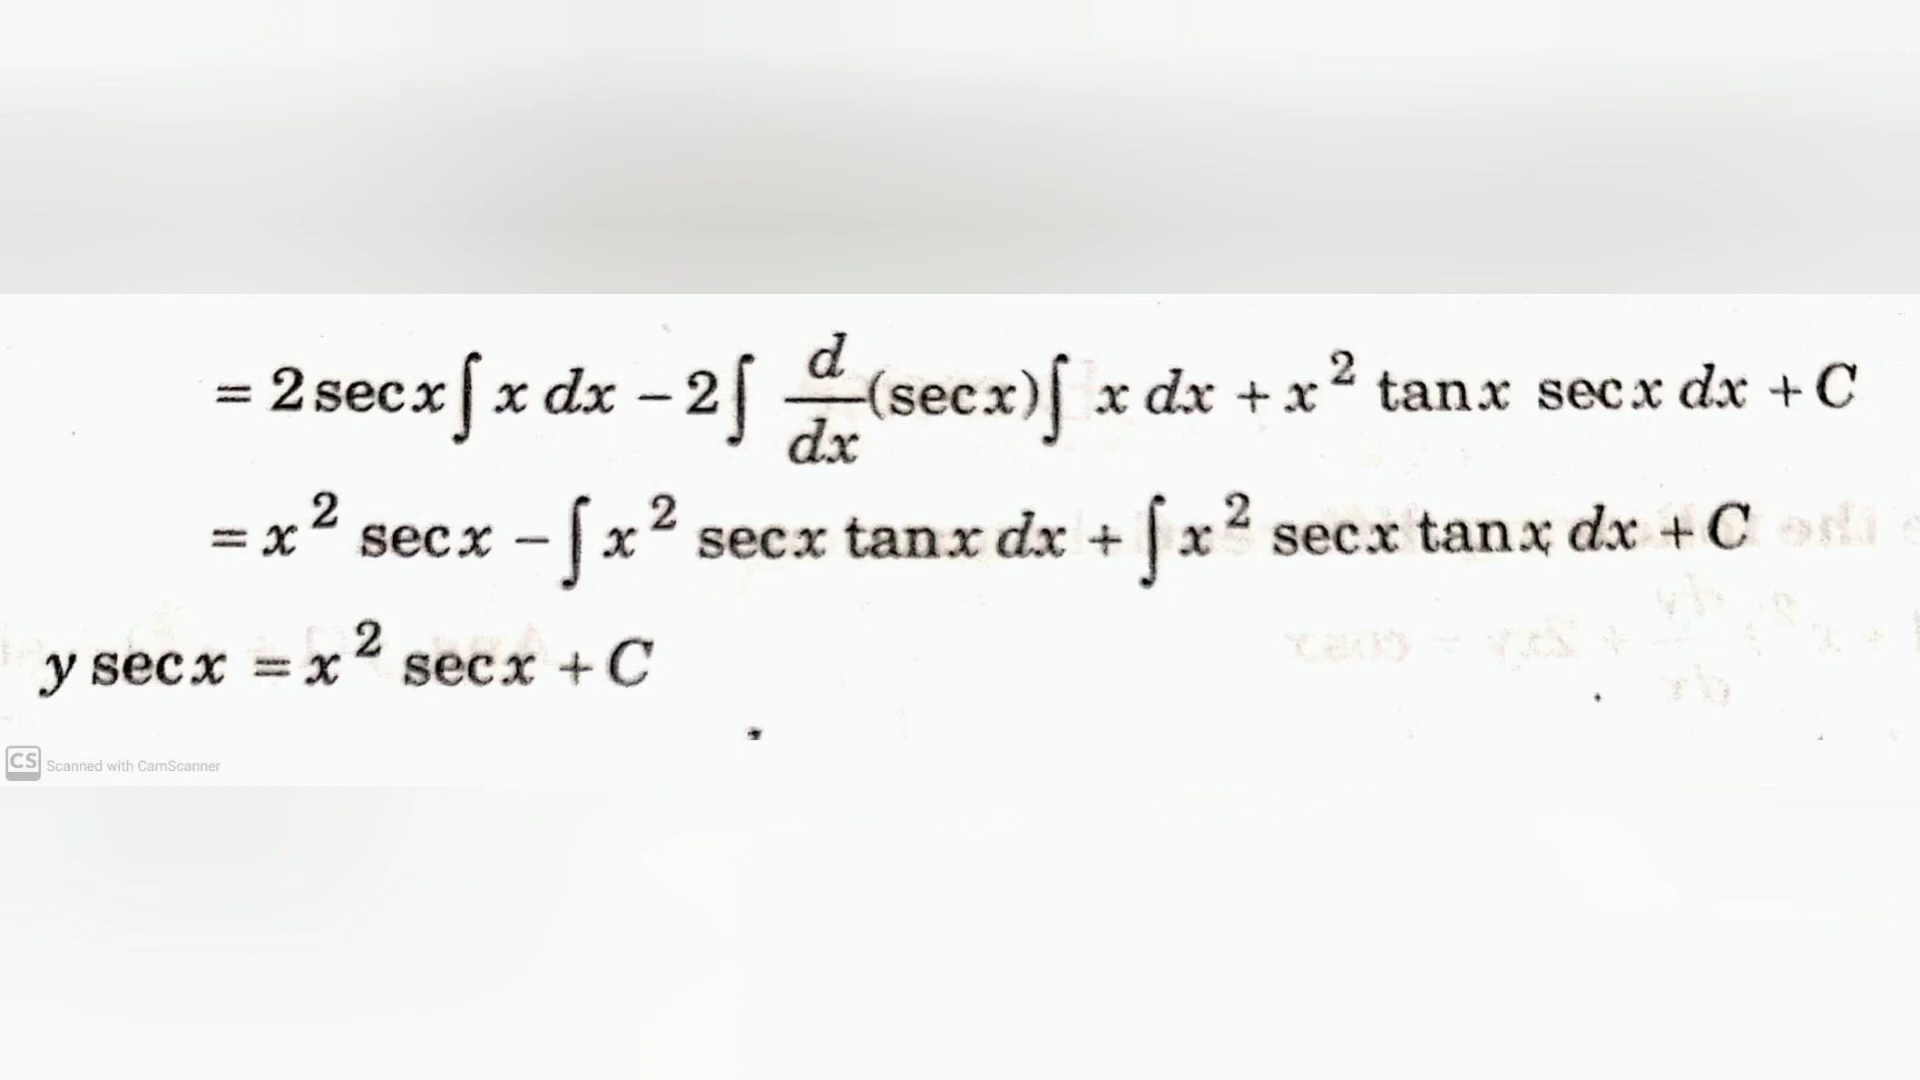 = 2 sec x ∫ x dx − 2 ∫ d/dx (sec x) ∫ x dx + x² tan x sec x dx + C
= x² sec x − ∫ x² sec x tan x dx + ∫ x² sec x tan x dx + C
y sec x = x² sec x + C
CS Scanned with CamScanner